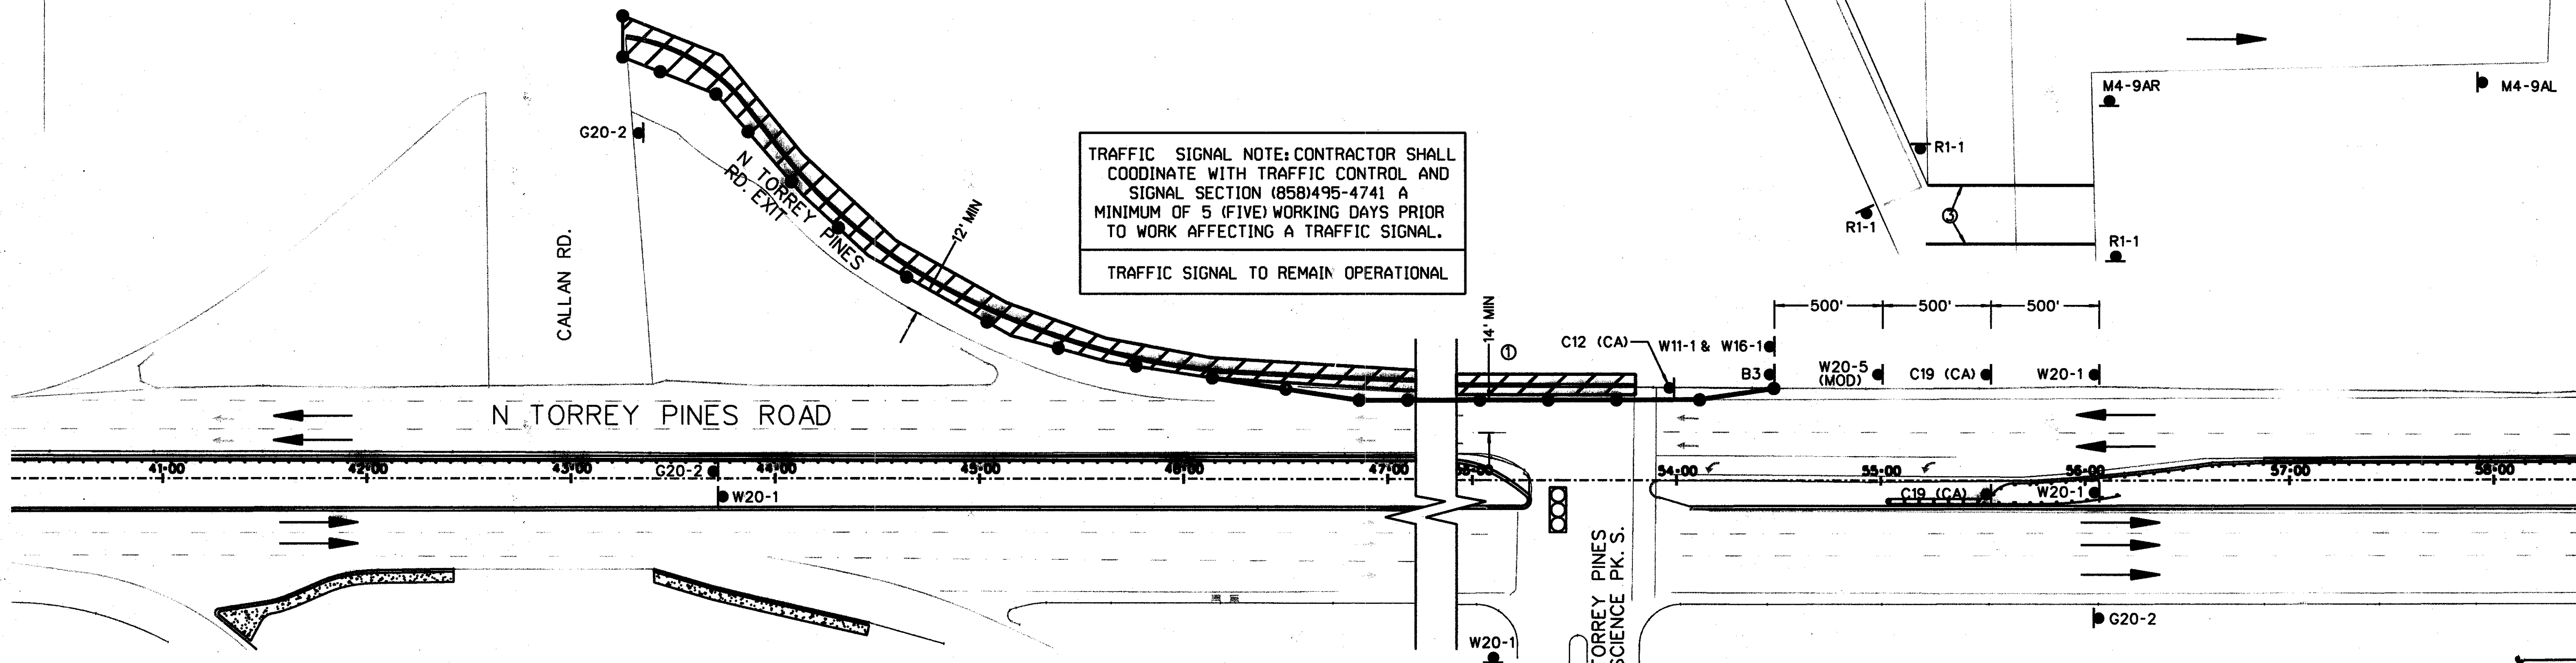 M4-9AR
M4-9AL
G20-2
N TORREY PINES
RD. EXIT
12' MIN
TRAFFIC SIGNAL NOTE: CONTRACTOR SHALL
COODINATE WITH TRAFFIC CONTROL AND
SIGNAL SECTION (858)495-4741 A
MINIMUM OF 5 (FIVE) WORKING DAYS PRIOR
TO WORK AFFECTING A TRAFFIC SIGNAL.
TRAFFIC SIGNAL TO REMAIN OPERATIONAL
R1-1
3
R1-1
R1-1
CALLAN RD.
14' MIN
1
500'
500'
500'
C12 (CA)
W11-1 & W16-1
B3
W20-5
(MOD)
C19 (CA)
W20-1
N TORREY PINES ROAD
41+00
42+00
43+00
44+00
45+00
46+00
47+00
54+00
55+00
56+00
57+00
58+00
G20-2
W20-1
C19 (CA)
W20-1
TORREY PINES
SCIENCE PK. S.
W20-1
G20-2